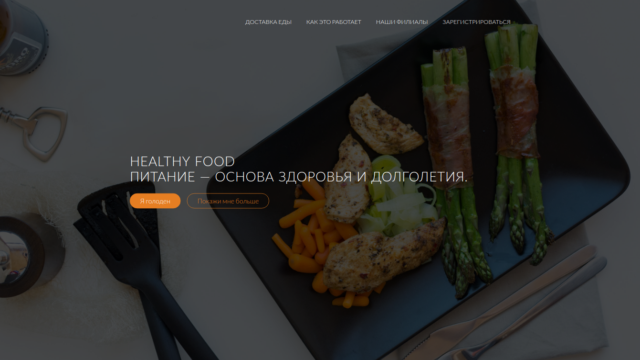 ДОСТАВКА ЕДЫ КАК ЭТО РАБОТАЕТ НАШИ ФИЛИАЛЫ ЗАРЕГИСТРИРОВАТЬСЯ
HEALTHY FOOD
ПИТАНИЕ — ОСНОВА ЗДОРОВЬЯ И ДОЛГОЛЕТИЯ.
Я голоден Покажи мне больше